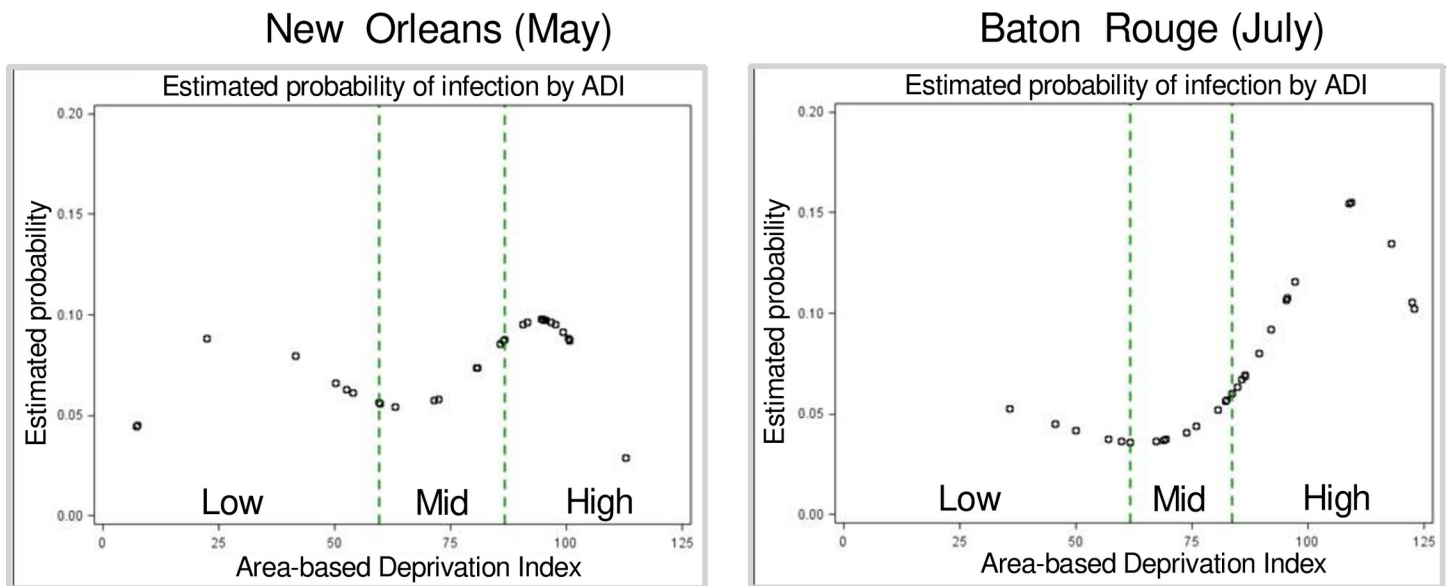 New Orleans (May)
Estimated probability of infection by ADI
Estimated probability
0.20
0.15
0.10
0.05
0.00
Low Mid High
0 25 50 75 100 125
Area-based Deprivation Index
Baton Rouge (July)
Estimated probability of infection by ADI
Estimated probability
0.20
0.15
0.10
0.05
0.00
Low Mid High
0 25 50 75 100 125
Area-based Deprivation Index